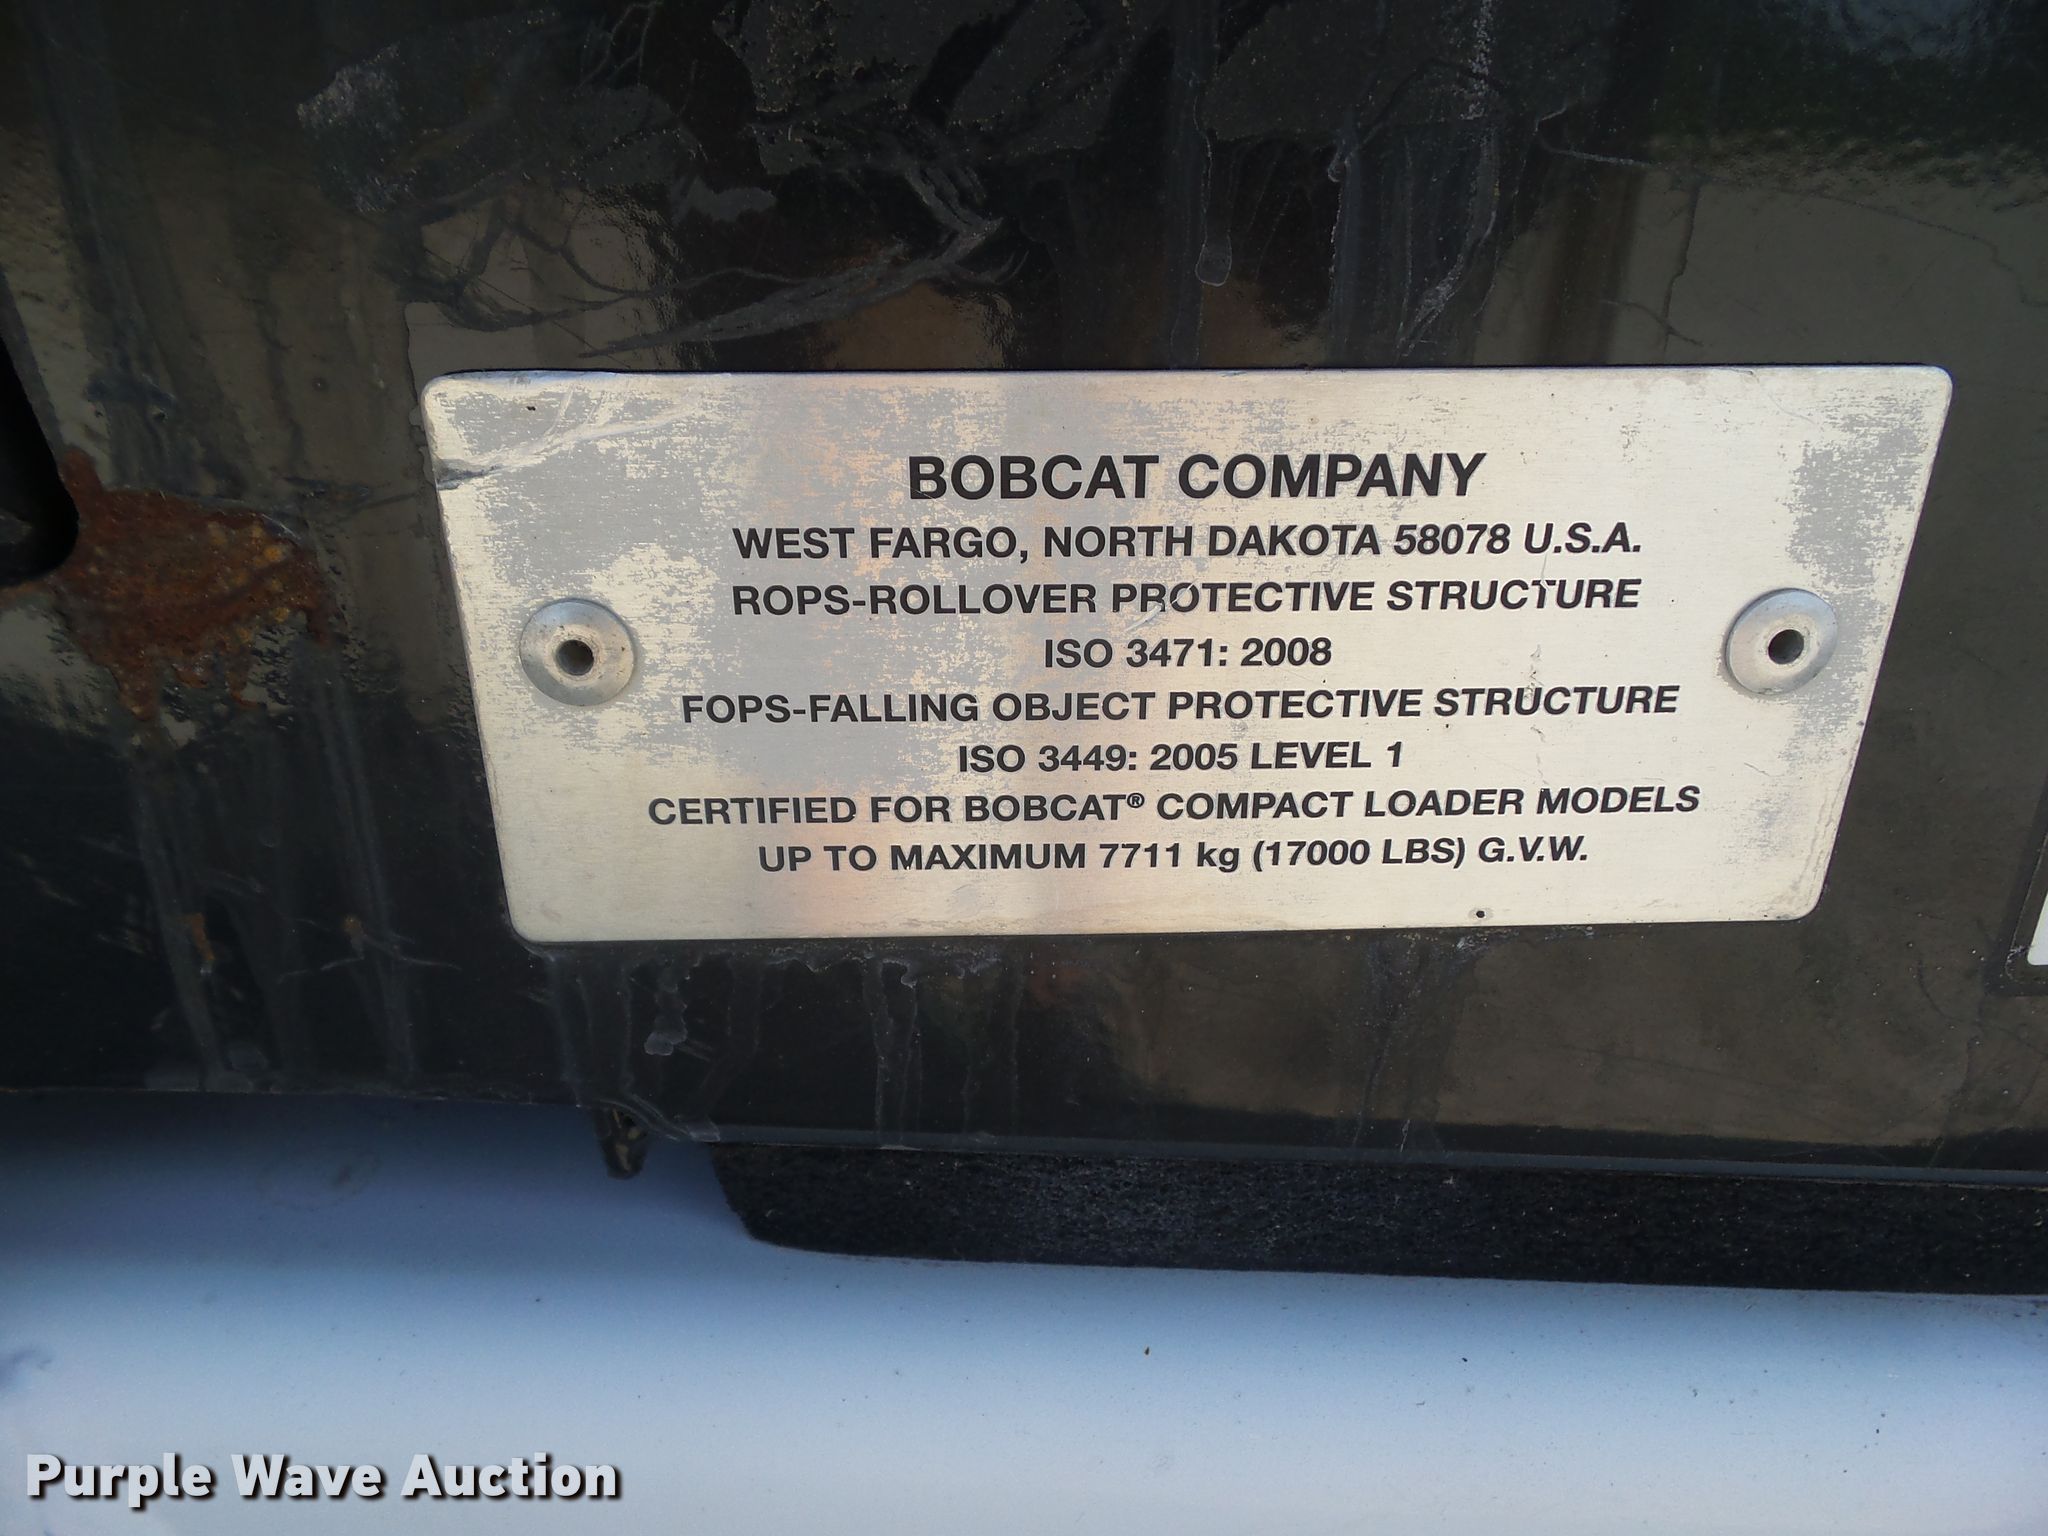 BOBCAT COMPANY
WEST FARGO, NORTH DAKOTA 58078 U.S.A.
ROPS-ROLLOVER PROTECTIVE STRUCTURE
ISO 3471: 2008
FOPS-FALLING OBJECT PROTECTIVE STRUCTURE
ISO 3449: 2005 LEVEL 1
CERTIFIED FOR BOBCAT® COMPACT LOADER MODELS
UP TO MAXIMUM 7711 kg (17000 LBS) G.V.W.
Purple Wave Auction